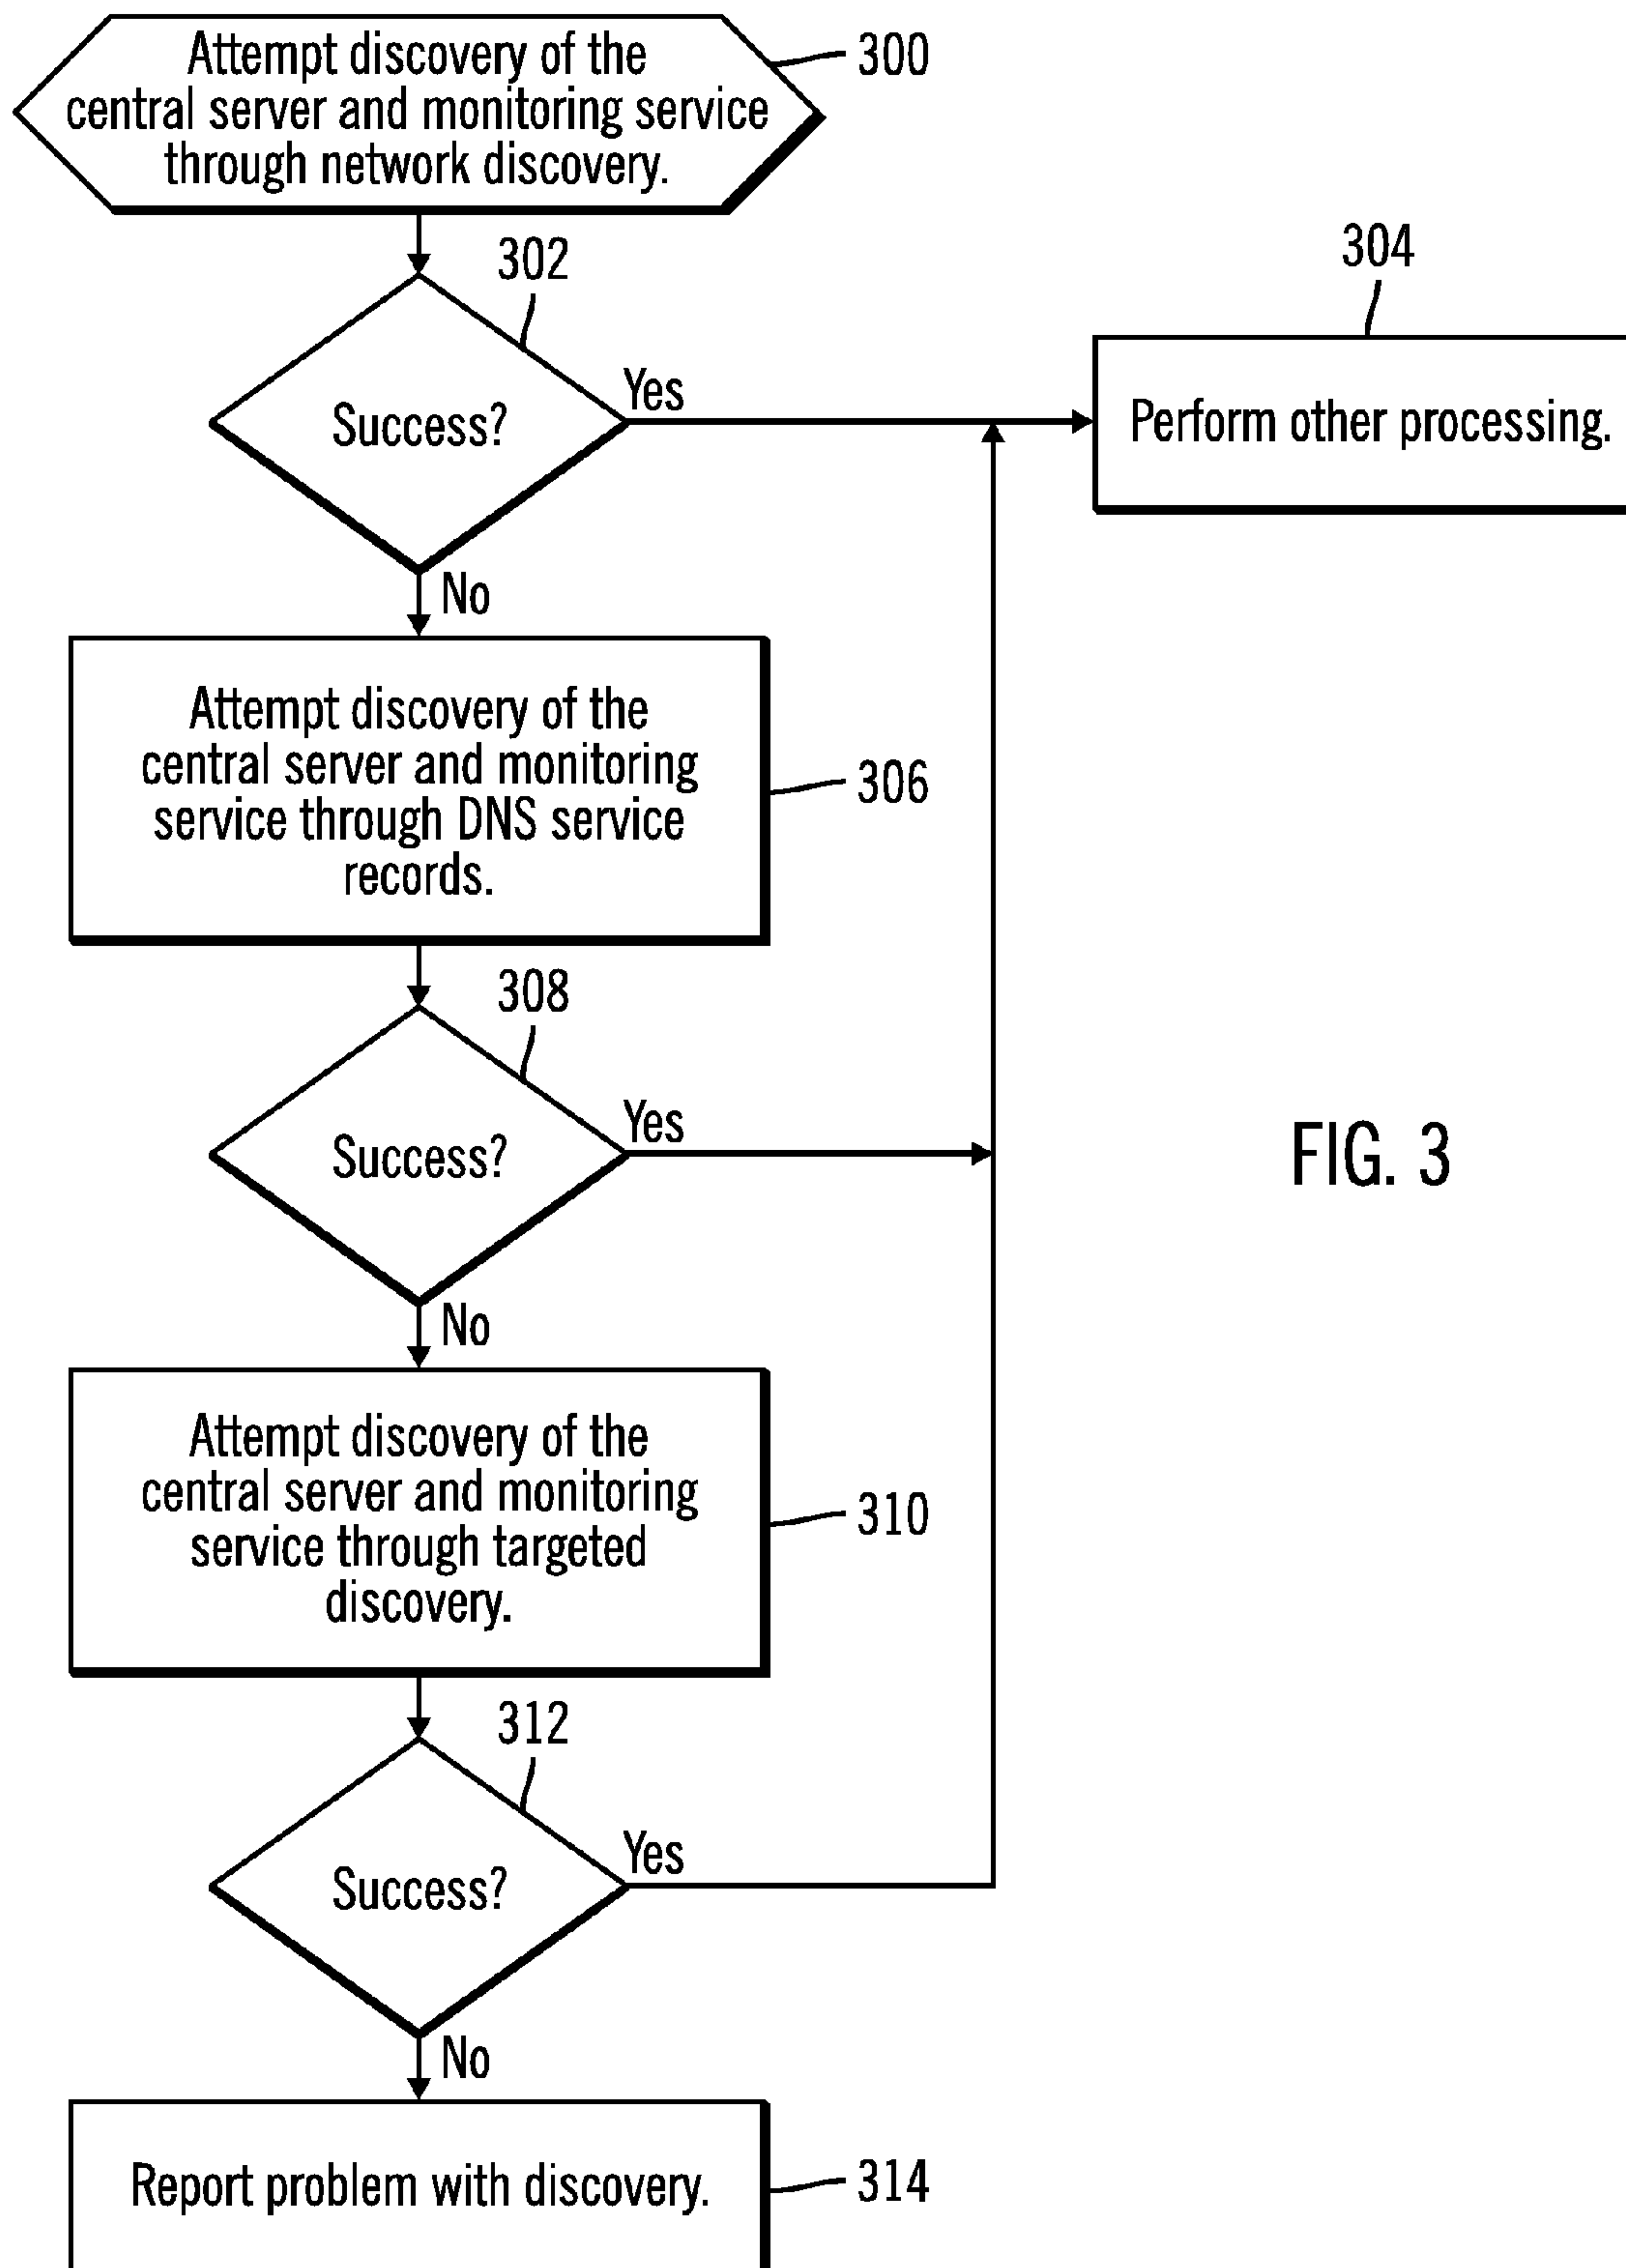 Attempt discovery of the
central server and monitoring service
through network discovery.
300
302
304
Success?
Yes
Perform other processing.
No
Attempt discovery of the
central server and monitoring
service through DNS service
records.
306
308
Success?
Yes
FIG. 3
No
Attempt discovery of the
central server and monitoring
service through targeted
discovery.
310
312
Success?
Yes
No
Report problem with discovery.
314